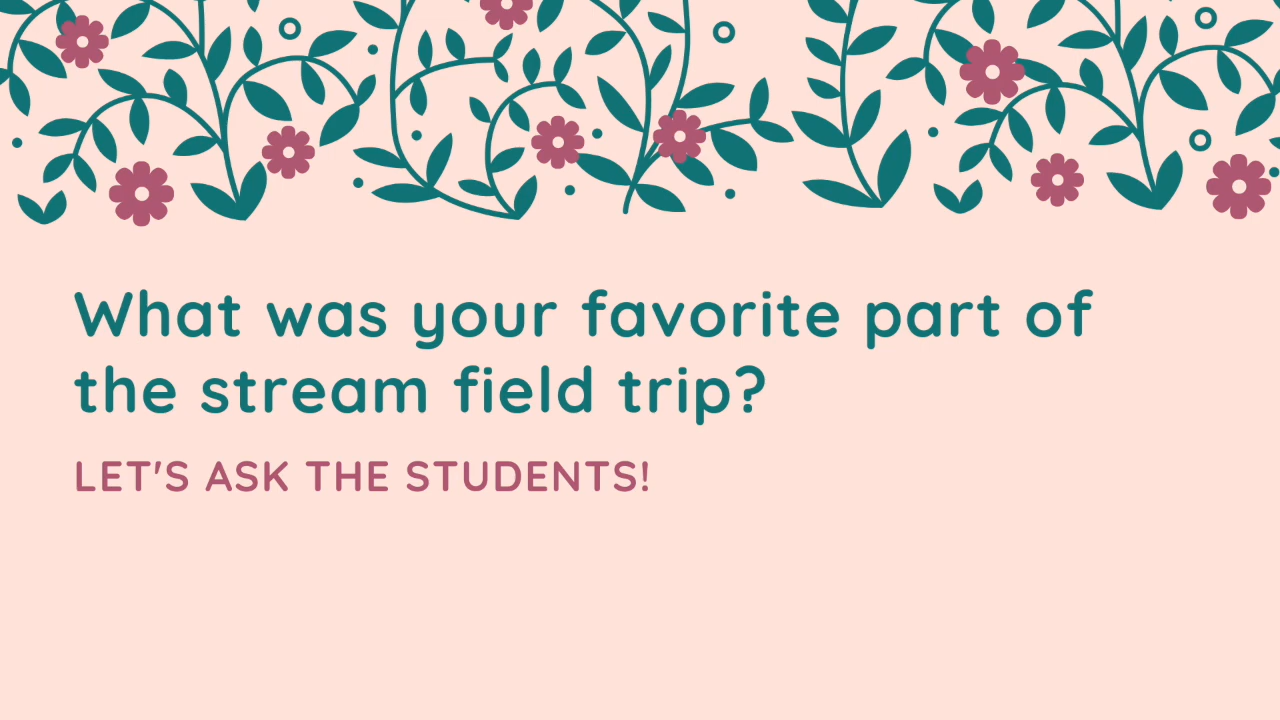 What was your favorite part of
the stream field trip?
LET'S ASK THE STUDENTS!